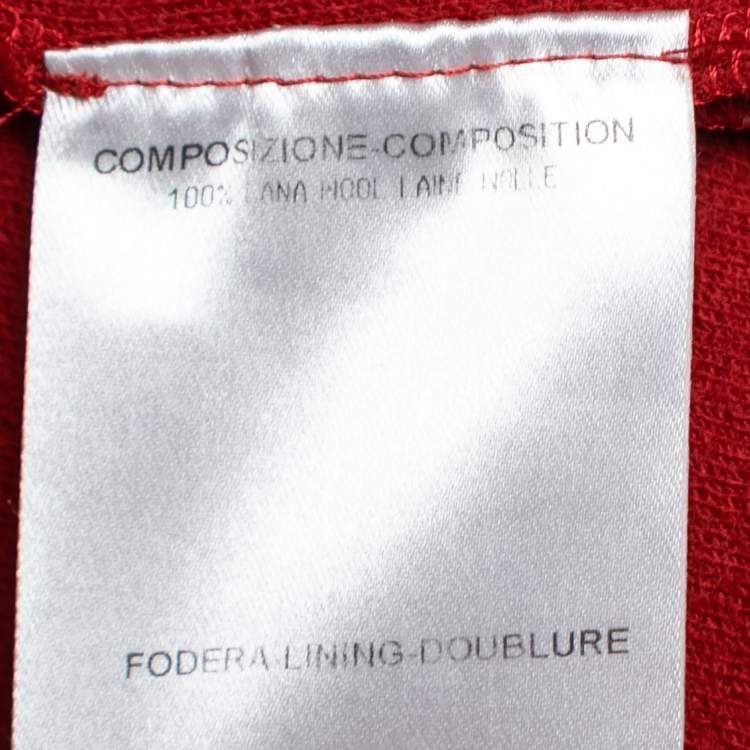 COMPOSIZIONE-COMPOSITION
100% LANA WOOL LAINE WOLLE
FODERA-LINING-DOUBLURE